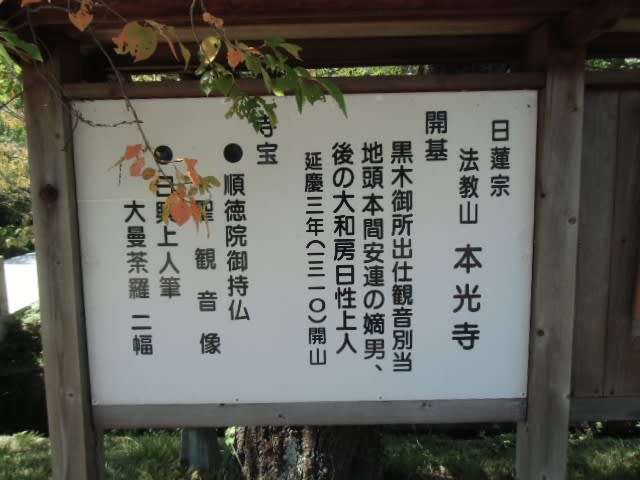 日蓮宗
法教山 本光寺
開基
黒木御所出仕観音別当
地頭本間安連の嫡男、
後の大和房日性上人
延慶三年(一三一〇)開山
寺宝
● 順徳院御持仏
聖観音像
● 日興上人筆
大曼荼羅 二幅